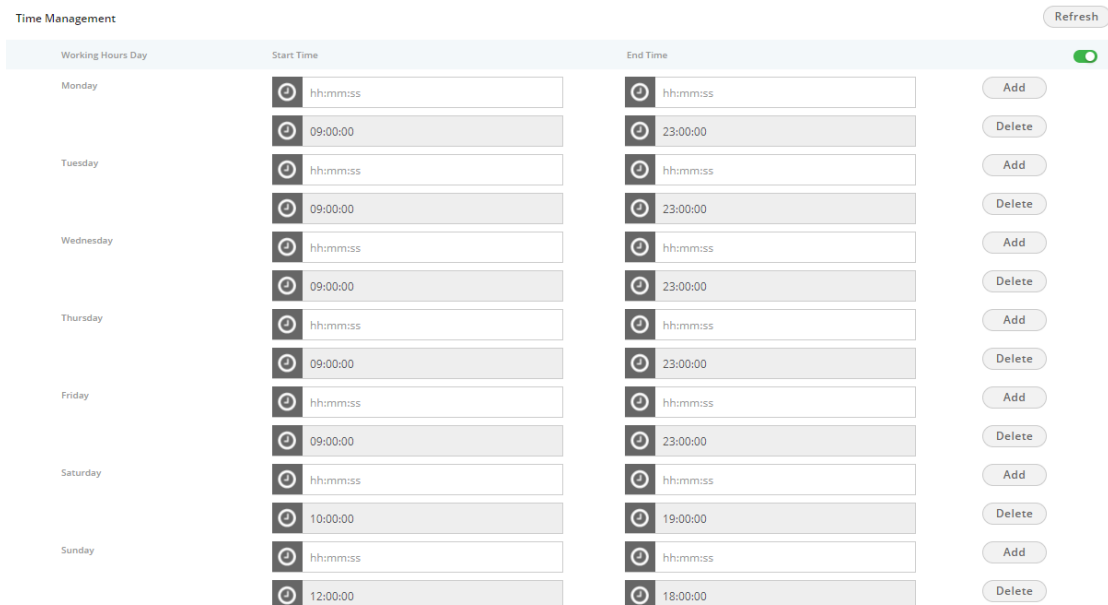 Time Management Refresh
Working Hours Day Start Time End Time
Monday hh:mm:ss hh:mm:ss Add
09:00:00 23:00:00 Delete
Tuesday hh:mm:ss hh:mm:ss Add
09:00:00 23:00:00 Delete
Wednesday hh:mm:ss hh:mm:ss Add
09:00:00 23:00:00 Delete
Thursday hh:mm:ss hh:mm:ss Add
09:00:00 23:00:00 Delete
Friday hh:mm:ss hh:mm:ss Add
09:00:00 23:00:00 Delete
Saturday hh:mm:ss hh:mm:ss Add
10:00:00 19:00:00 Delete
Sunday hh:mm:ss hh:mm:ss Add
12:00:00 18:00:00 Delete